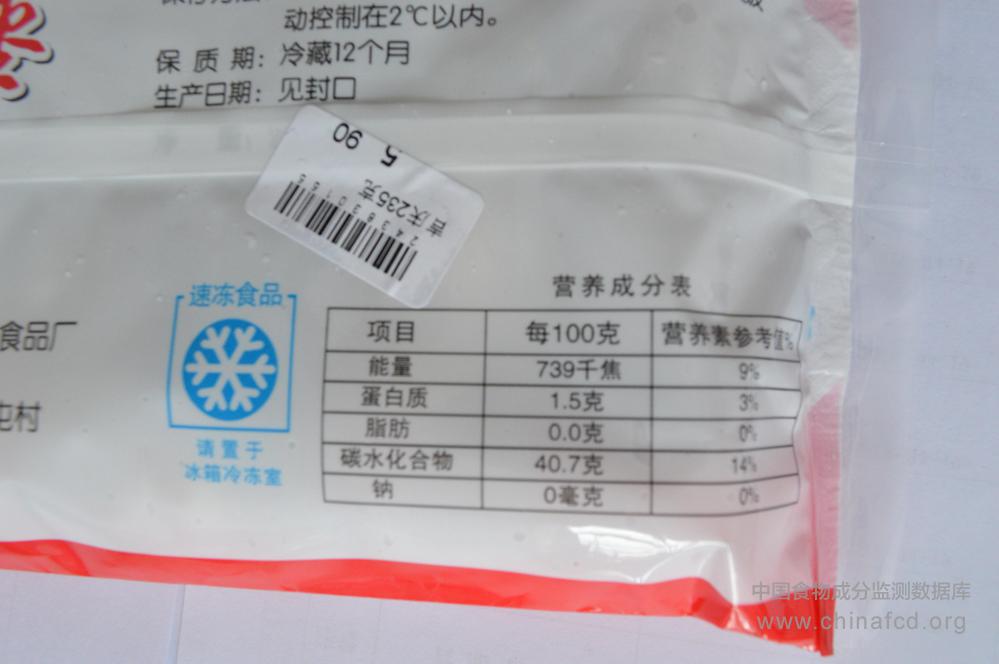 动控制在2℃以内。
保 质 期：冷藏12个月
生产日期：见封口
5 90
243830165
吉庆235克
速冻食品
请置于
冰箱冷冻室
食品厂
屯村
营养成分表
项目 每100克 营养素参考值%
能量 739千焦 9%
蛋白质 1.5克 3%
脂肪 0.0克 0%
碳水化合物 40.7克 14%
钠 0毫克 0%
中国食物成分监测数据库
www.chinafcd.org